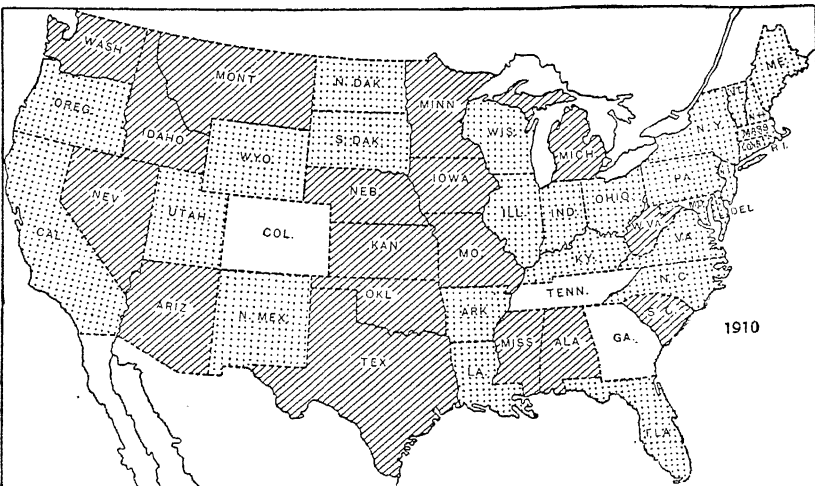 WASH.
MONT
N. DAK
MINN
ME.
OREG.
IDAHO
S. DAK.
WIS.
MICH.
N.Y.
VT.
N.H.
MASS
CONN
R.I.
WYO.
NEV
UTAH
COL.
NEB.
IOWA
ILL.
IND.
OHIO
PA.
DEL
W.VA.
VA.
CAL.
KAN
MO.
KY.
ARIZ
N. MEX.
OKL
ARK
TENN.
N. C.
S. C.
1910
TEX.
LA.
MISS
ALA
GA.
FLA.